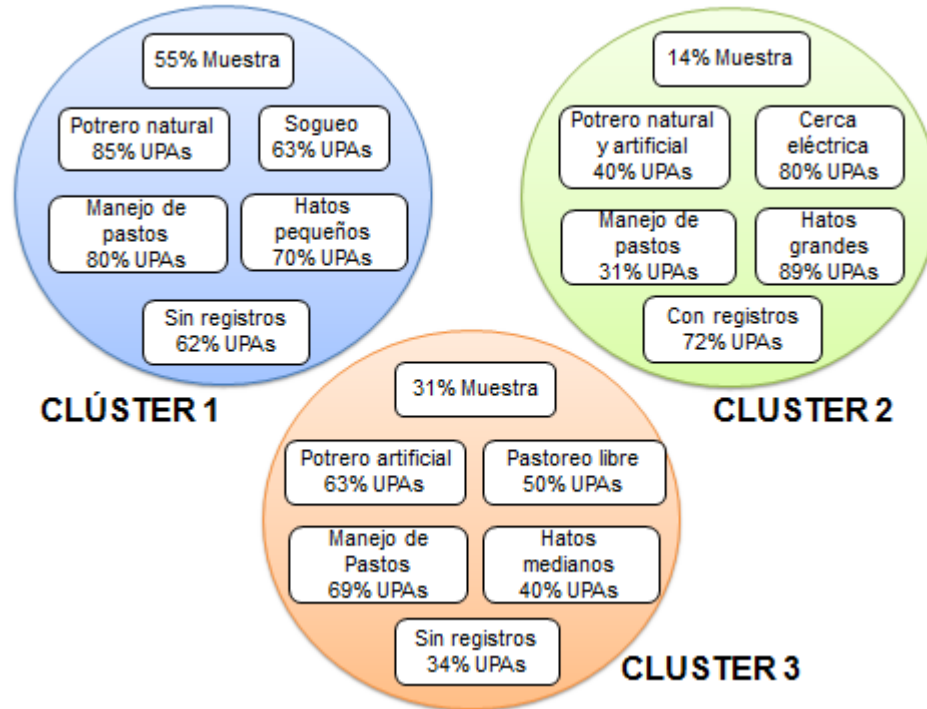 55% Muestra
Potrero natural
85% UPAs
Sogueo
63% UPAs
Manejo de
pastos
80% UPAs
Hatos
pequeños
70% UPAs
Sin registros
62% UPAs
CLÚSTER 1
14% Muestra
Potrero natural
y artificial
40% UPAs
Cerca
eléctrica
80% UPAs
Manejo de
pastos
31% UPAs
Hatos
grandes
89% UPAs
Con registros
72% UPAs
CLUSTER 2
31% Muestra
Potrero artificial
63% UPAs
Pastoreo libre
50% UPAs
Manejo de
Pastos
69% UPAs
Hatos
medianos
40% UPAs
Sin registros
34% UPAs
CLUSTER 3